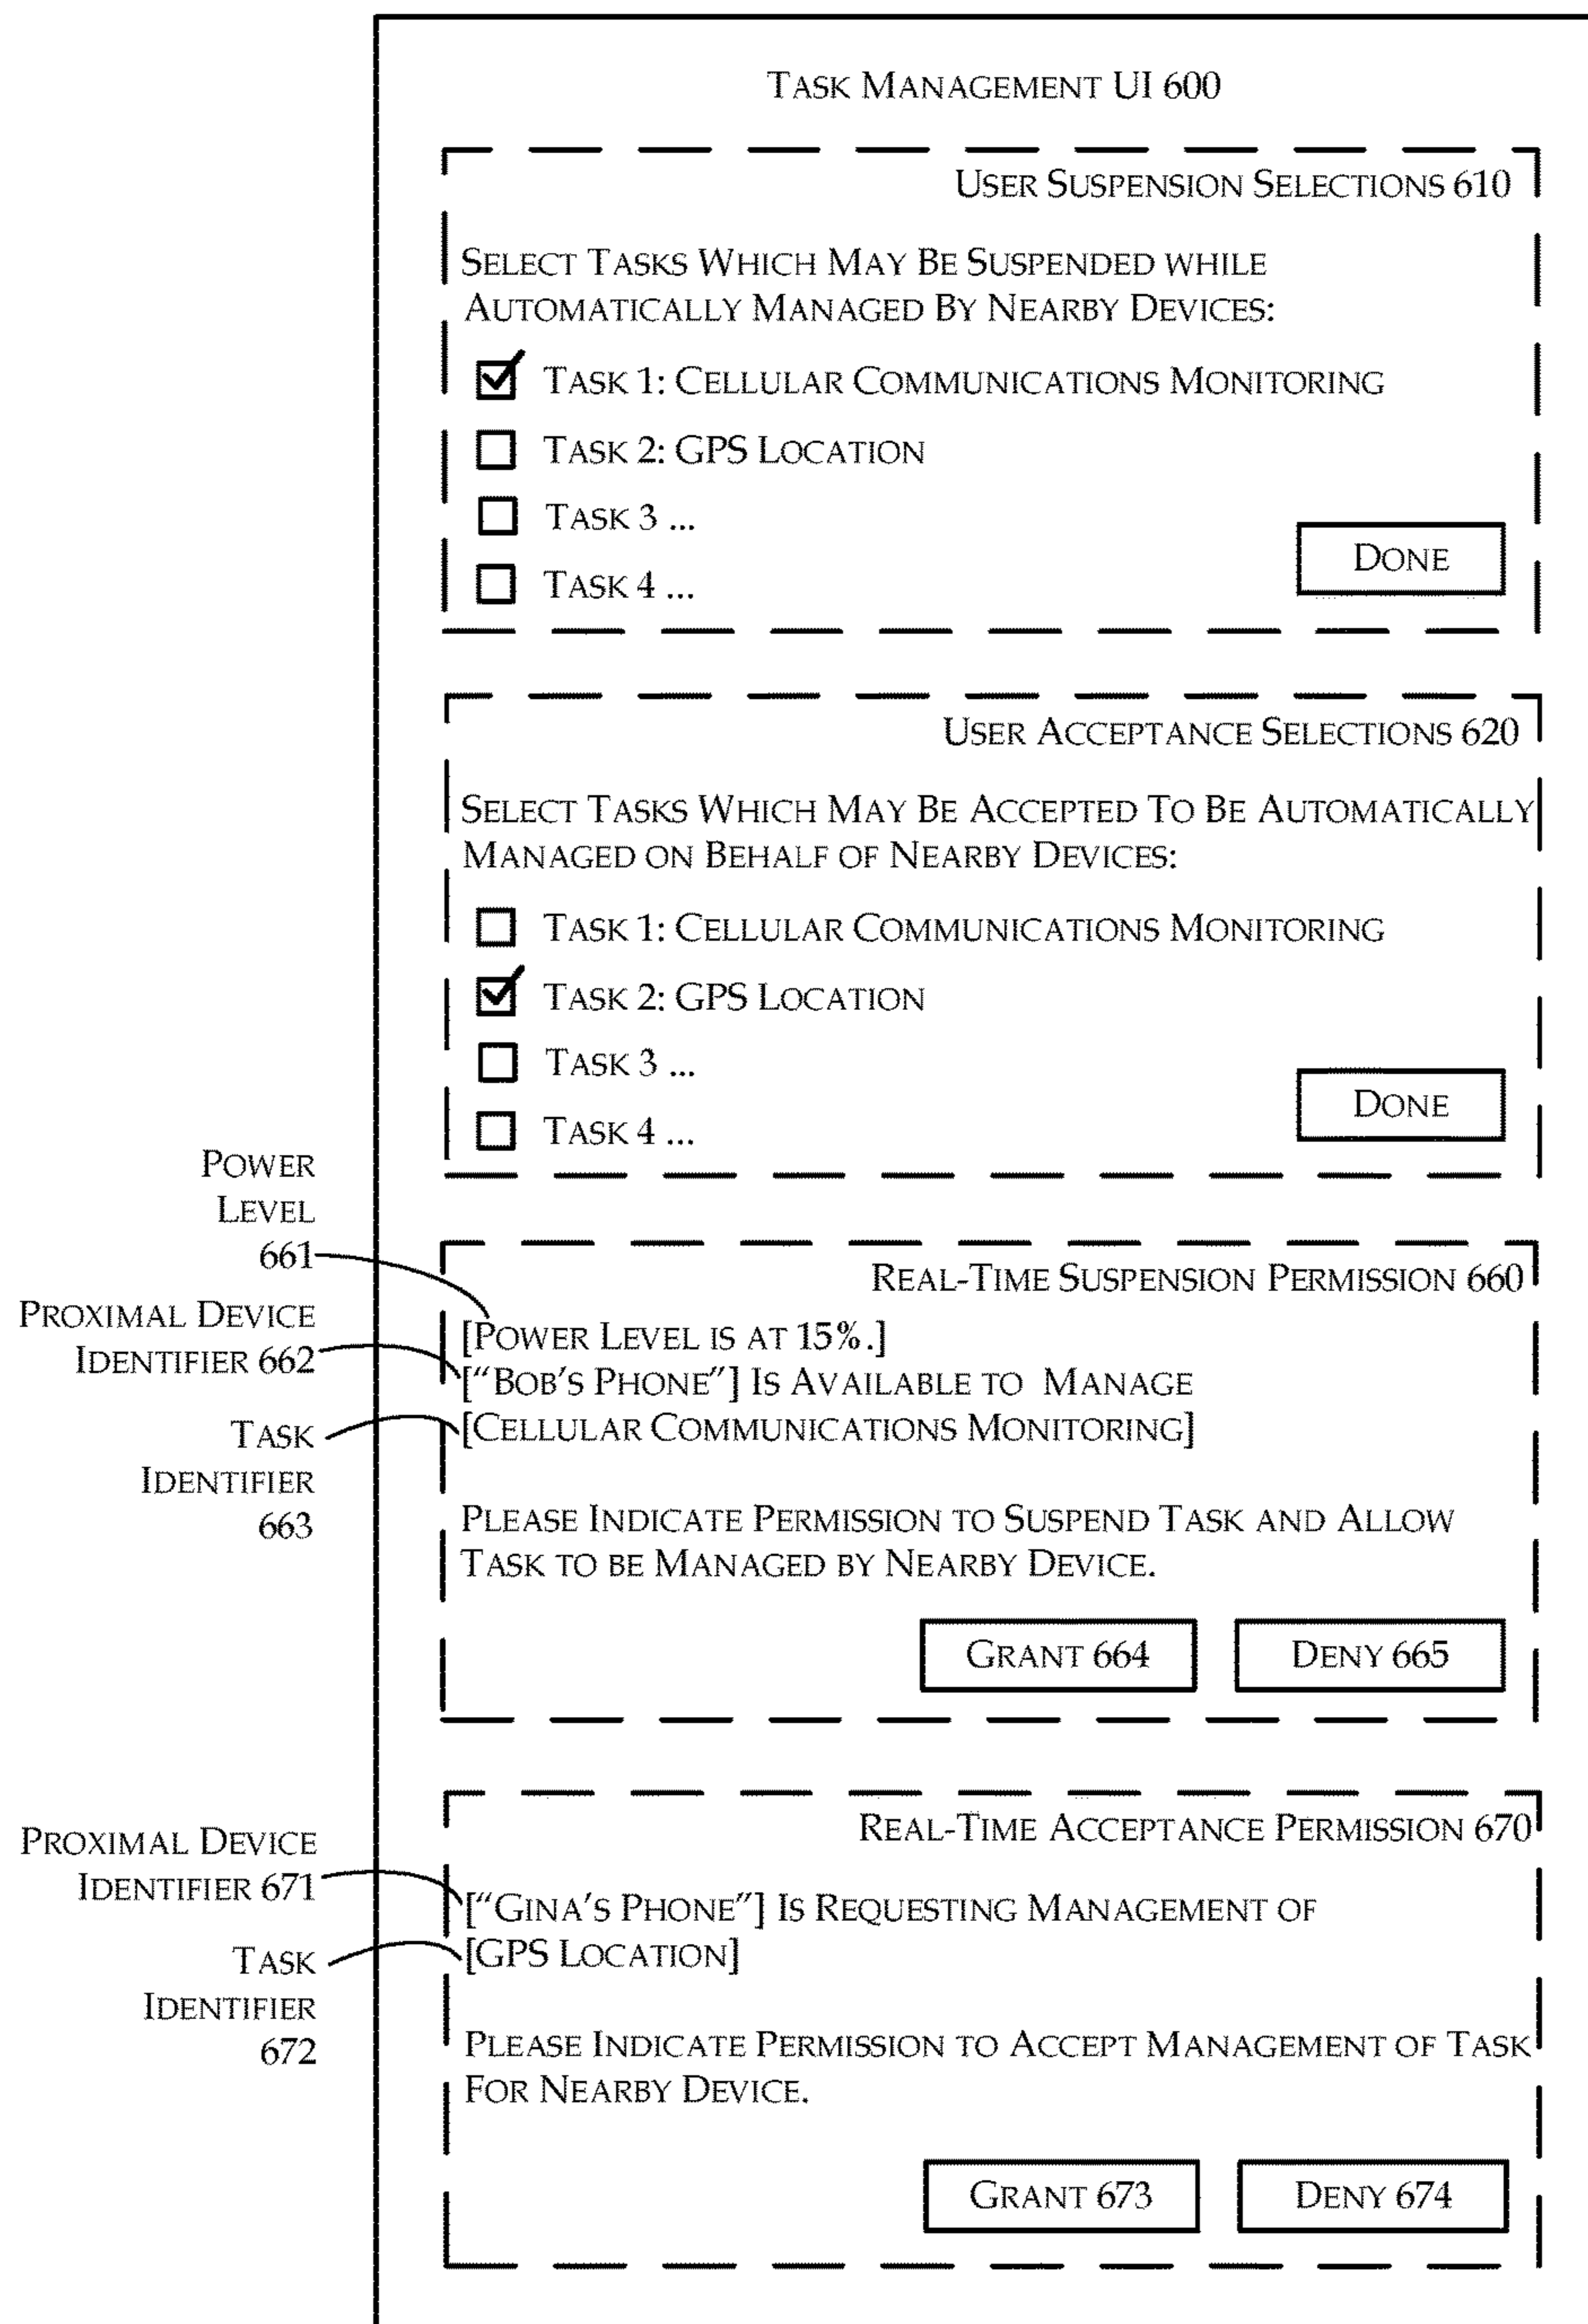 TASK MANAGEMENT UI 600
USER SUSPENSION SELECTIONS 610
SELECT TASKS WHICH MAY BE SUSPENDED WHILE
AUTOMATICALLY MANAGED BY NEARBY DEVICES:
TASK 1: CELLULAR COMMUNICATIONS MONITORING
TASK 2: GPS LOCATION
TASK 3 ...
DONE
TASK 4 ...
USER ACCEPTANCE SELECTIONS 620
SELECT TASKS WHICH MAY BE ACCEPTED TO BE AUTOMATICALLY
MANAGED ON BEHALF OF NEARBY DEVICES:
TASK 1: CELLULAR COMMUNICATIONS MONITORING
TASK 2: GPS LOCATION
TASK 3 ...
DONE
TASK 4 ...
POWER
LEVEL
661
REAL-TIME SUSPENSION PERMISSION 660
PROXIMAL DEVICE
IDENTIFIER 662
[POWER LEVEL IS AT 15%.]
["BOB'S PHONE"] IS AVAILABLE TO MANAGE
[CELLULAR COMMUNICATIONS MONITORING]
TASK
IDENTIFIER
663
PLEASE INDICATE PERMISSION TO SUSPEND TASK AND ALLOW
TASK TO BE MANAGED BY NEARBY DEVICE.
GRANT 664
DENY 665
REAL-TIME ACCEPTANCE PERMISSION 670
PROXIMAL DEVICE
IDENTIFIER 671
["GINA'S PHONE"] IS REQUESTING MANAGEMENT OF
[GPS LOCATION]
TASK
IDENTIFIER
672
PLEASE INDICATE PERMISSION TO ACCEPT MANAGEMENT OF TASK
FOR NEARBY DEVICE.
GRANT 673
DENY 674